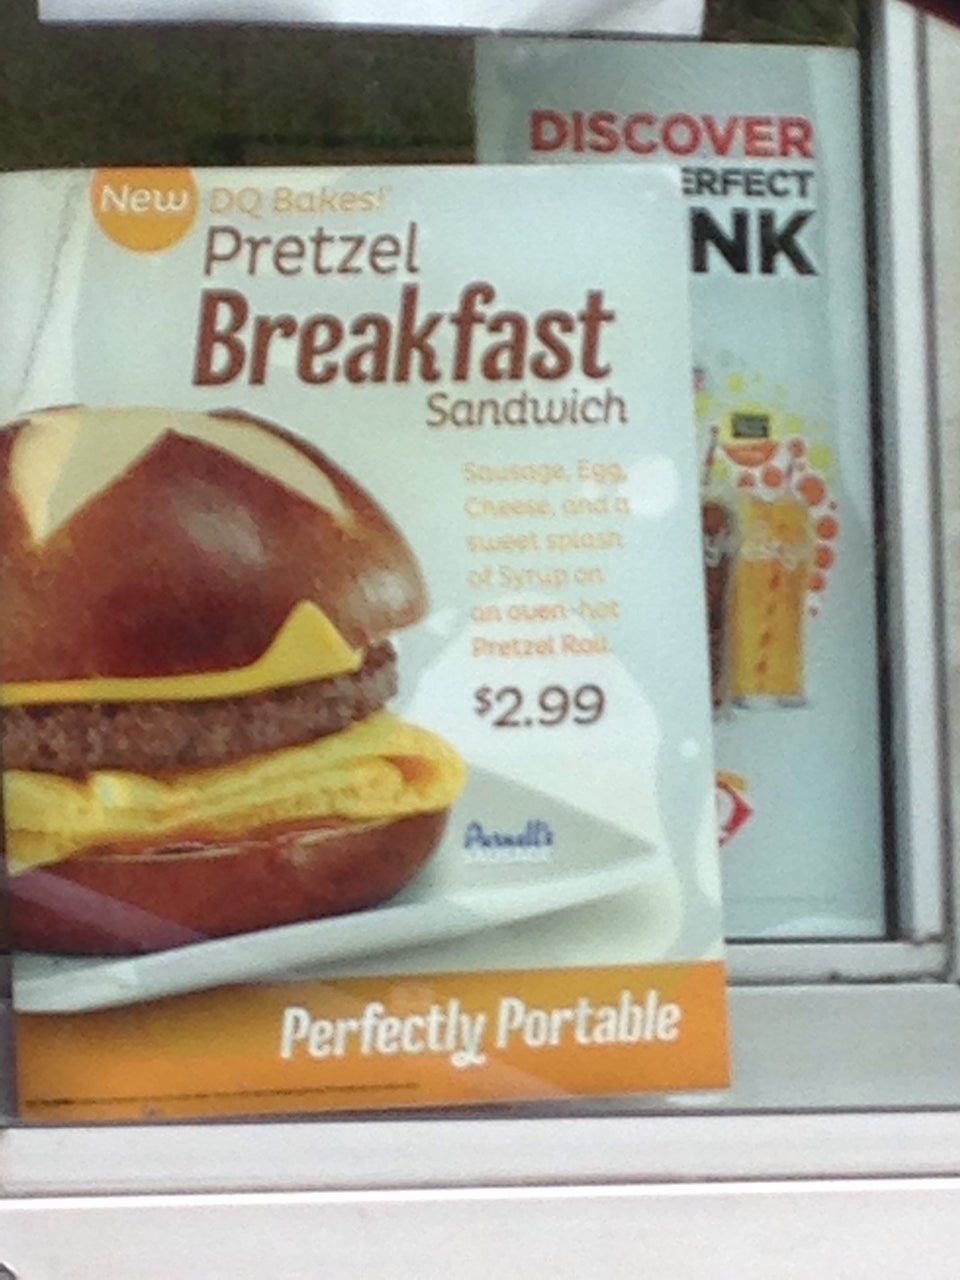 DISCOVER
ERFECT
NK
New
DQ Bakes!
Pretzel
Breakfast
Sandwich
Sausage, Egg,
Cheese, and a
sweet splash
of Syrup on
an oven-hot
Pretzel Roll.
$2.99
Purnell's
Perfectly Portable